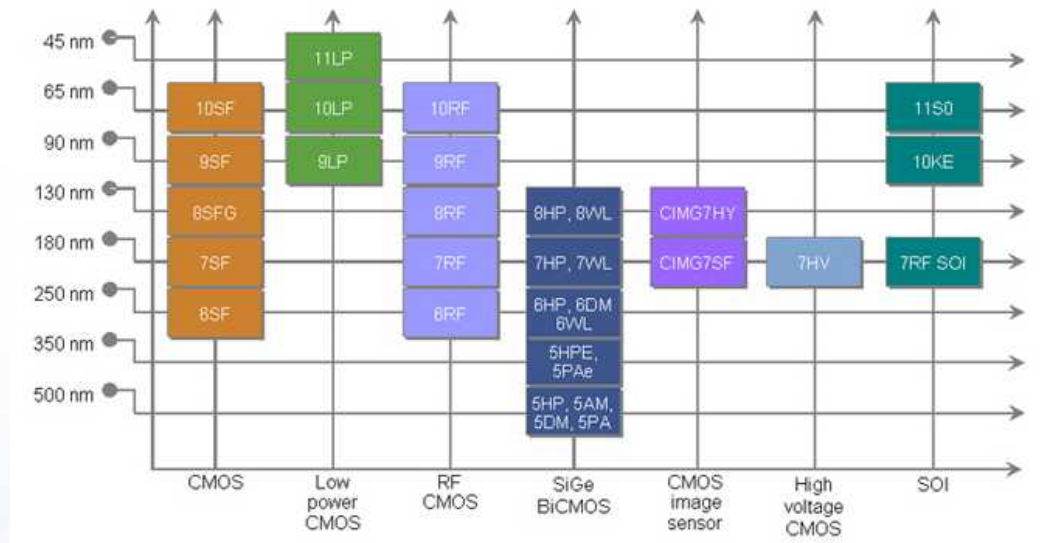 45 nm
11LP
65 nm
10SF
10LP
10RF
11S0
90 nm
9SF
9LP
9RF
10KE
130 nm
8SFG
8RF
8HP, 8WL
CIMG7HY
180 nm
7SF
7RF
7HP, 7WL
CIMG7SF
7HV
7RF SOI
250 nm
6SF
6RF
6HP, 6DM
6WL
350 nm
5HPE,
5PAe
500 nm
5HP, 5AM,
5DM, 5PA
CMOS
Low
power
CMOS
RF
CMOS
SiGe
BiCMOS
CMOS
image
sensor
High
voltage
CMOS
SOI